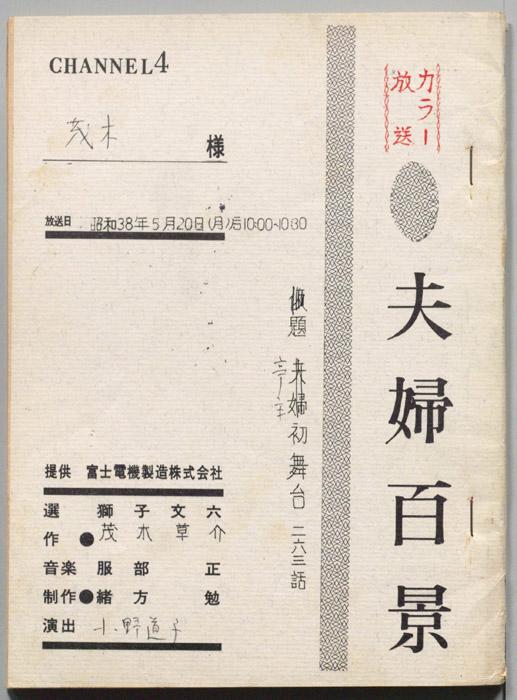 CHANNEL4
茂木 様
放送日 昭和38年5月20日(月)后10:00~10:30
カラー
放送
夫婦百景
仮題 夫婦初舞台 二六三話
亭主
提供 富士電機製造株式会社
選 獅子文六
作 ●茂木草介
音楽 服部正
制作●緒方勉
演出 小野道子